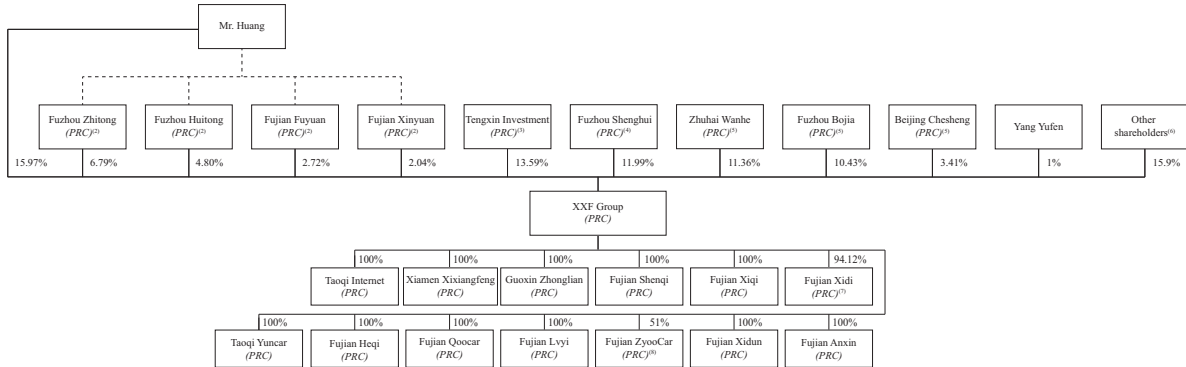 Mr. Huang
Fuzhou Zhitong
(PRC)(2)
Fuzhou Huitong
(PRC)(2)
Fujian Fuyuan
(PRC)(2)
Fujian Xinyuan
(PRC)(2)
Tengxin Investment
(PRC)(3)
Fuzhou Shenghui
(PRC)(4)
Zhuhai Wanhe
(PRC)(5)
Fuzhou Bojia
(PRC)(5)
Beijing Chesheng
(PRC)(5)
Yang Yufen
Other
shareholders(6)
15.97%
6.79%
4.80%
2.72%
2.04%
13.59%
11.99%
11.36%
10.43%
3.41%
1%
15.9%
XXF Group
(PRC)
100%
100%
100%
100%
100%
94.12%
Taoqi Internet
(PRC)
Xiamen Xixiangfeng
(PRC)
Guoxin Zhonglian
(PRC)
Fujian Shenqi
(PRC)
Fujian Xiqi
(PRC)
Fujian Xidi
(PRC)(7)
100%
100%
100%
100%
51%
100%
100%
Taoqi Yuncar
(PRC)
Fujian Heqi
(PRC)
Fujian Qoocar
(PRC)
Fujian Lvyi
(PRC)
Fujian ZyooCar
(PRC)(8)
Fujian Xidun
(PRC)
Fujian Anxin
(PRC)